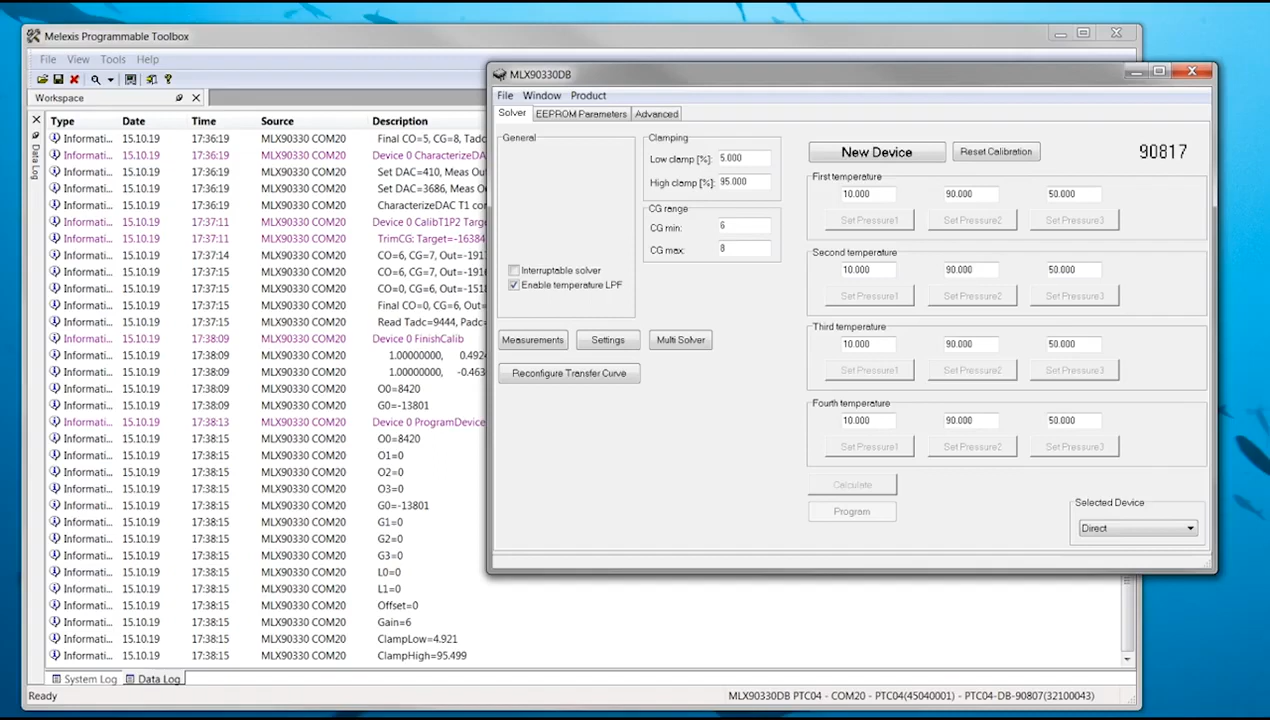 Melexis Programmable Toolbox
File View Tools Help
Workspace
Data Log
Type Date Time Source Description
Informati... 15.10.19 17:36:19 MLX90330 COM20 Final CO=5, CG=8, Tadc
Informati... 15.10.19 17:36:19 MLX90330 COM20 Device 0 CharacterizeDA
Informati... 15.10.19 17:36:19 MLX90330 COM20 Set DAC=410, Meas Out
Informati... 15.10.19 17:36:19 MLX90330 COM20 Set DAC=3686, Meas O
Informati... 15.10.19 17:36:19 MLX90330 COM20 CharacterizeDAC T1 cor
Informati... 15.10.19 17:37:11 MLX90330 COM20 Device 0 CalibT1P2 Targe
Informati... 15.10.19 17:37:11 MLX90330 COM20 TrimCG: Target=-16384
Informati... 15.10.19 17:37:14 MLX90330 COM20 CO=6, CG=7, Out=-191
Informati... 15.10.19 17:37:15 MLX90330 COM20 CO=6, CG=7, Out=-1916
Informati... 15.10.19 17:37:15 MLX90330 COM20 CO=0, CG=6, Out=-1518
Informati... 15.10.19 17:37:15 MLX90330 COM20 Final CO=0, CG=6, Out=
Informati... 15.10.19 17:37:15 MLX90330 COM20 Read Tadc=9444, Padc=
Informati... 15.10.19 17:38:09 MLX90330 COM20 Device 0 FinishCalib
Informati... 15.10.19 17:38:09 MLX90330 COM20 1.00000000, 0.492
Informati... 15.10.19 17:38:09 MLX90330 COM20 1.00000000, -0.463
Informati... 15.10.19 17:38:09 MLX90330 COM20 O0=8420
Informati... 15.10.19 17:38:09 MLX90330 COM20 G0=-13801
Informati... 15.10.19 17:38:13 MLX90330 COM20 Device 0 ProgramDevice
Informati... 15.10.19 17:38:15 MLX90330 COM20 O0=8420
Informati... 15.10.19 17:38:15 MLX90330 COM20 O1=0
Informati... 15.10.19 17:38:15 MLX90330 COM20 O2=0
Informati... 15.10.19 17:38:15 MLX90330 COM20 O3=0
Informati... 15.10.19 17:38:15 MLX90330 COM20 G0=-13801
Informati... 15.10.19 17:38:15 MLX90330 COM20 G1=0
Informati... 15.10.19 17:38:15 MLX90330 COM20 G2=0
Informati... 15.10.19 17:38:15 MLX90330 COM20 G3=0
Informati... 15.10.19 17:38:15 MLX90330 COM20 L0=0
Informati... 15.10.19 17:38:15 MLX90330 COM20 L1=0
Informati... 15.10.19 17:38:15 MLX90330 COM20 Offset=0
Informati... 15.10.19 17:38:15 MLX90330 COM20 Gain=6
Informati... 15.10.19 17:38:15 MLX90330 COM20 ClampLow=4.921
Informati... 15.10.19 17:38:15 MLX90330 COM20 ClampHigh=95.499
System Log Data Log
Ready MLX90330DB PTC04 - COM20 - PTC04(45040001) - PTC04-DB-90807(32100043)
MLX90330DB
File Window Product
Solver EEPROM Parameters Advanced
General
Interruptable solver
Enable temperature LPF
Clamping
Low clamp [%]: 5.000
High clamp [%]: 95.000
CG range
CG min: 6
CG max: 8
Measurements Settings Multi Solver
Reconfigure Transfer Curve
New Device Reset Calibration 90817
First temperature
10.000 90.000 50.000
Set Pressure1 Set Pressure2 Set Pressure3
Second temperature
10.000 90.000 50.000
Set Pressure1 Set Pressure2 Set Pressure3
Third temperature
10.000 90.000 50.000
Set Pressure1 Set Pressure2 Set Pressure3
Fourth temperature
10.000 90.000 50.000
Set Pressure1 Set Pressure2 Set Pressure3
Calculate
Program
Selected Device
Direct